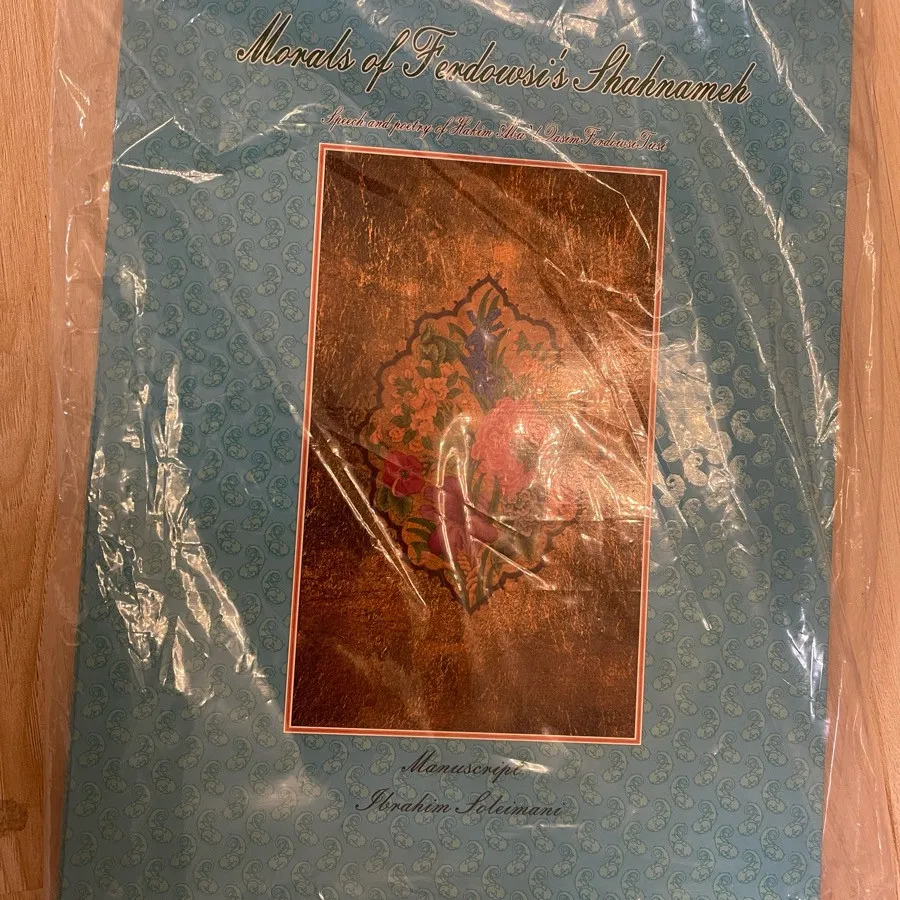 Morals of Ferdowsi's Shahnameh
Speech and poetry of Hakim Abu'l Qasim Ferdowsi Tusi
Manuscript
Ibrahim Soleimani